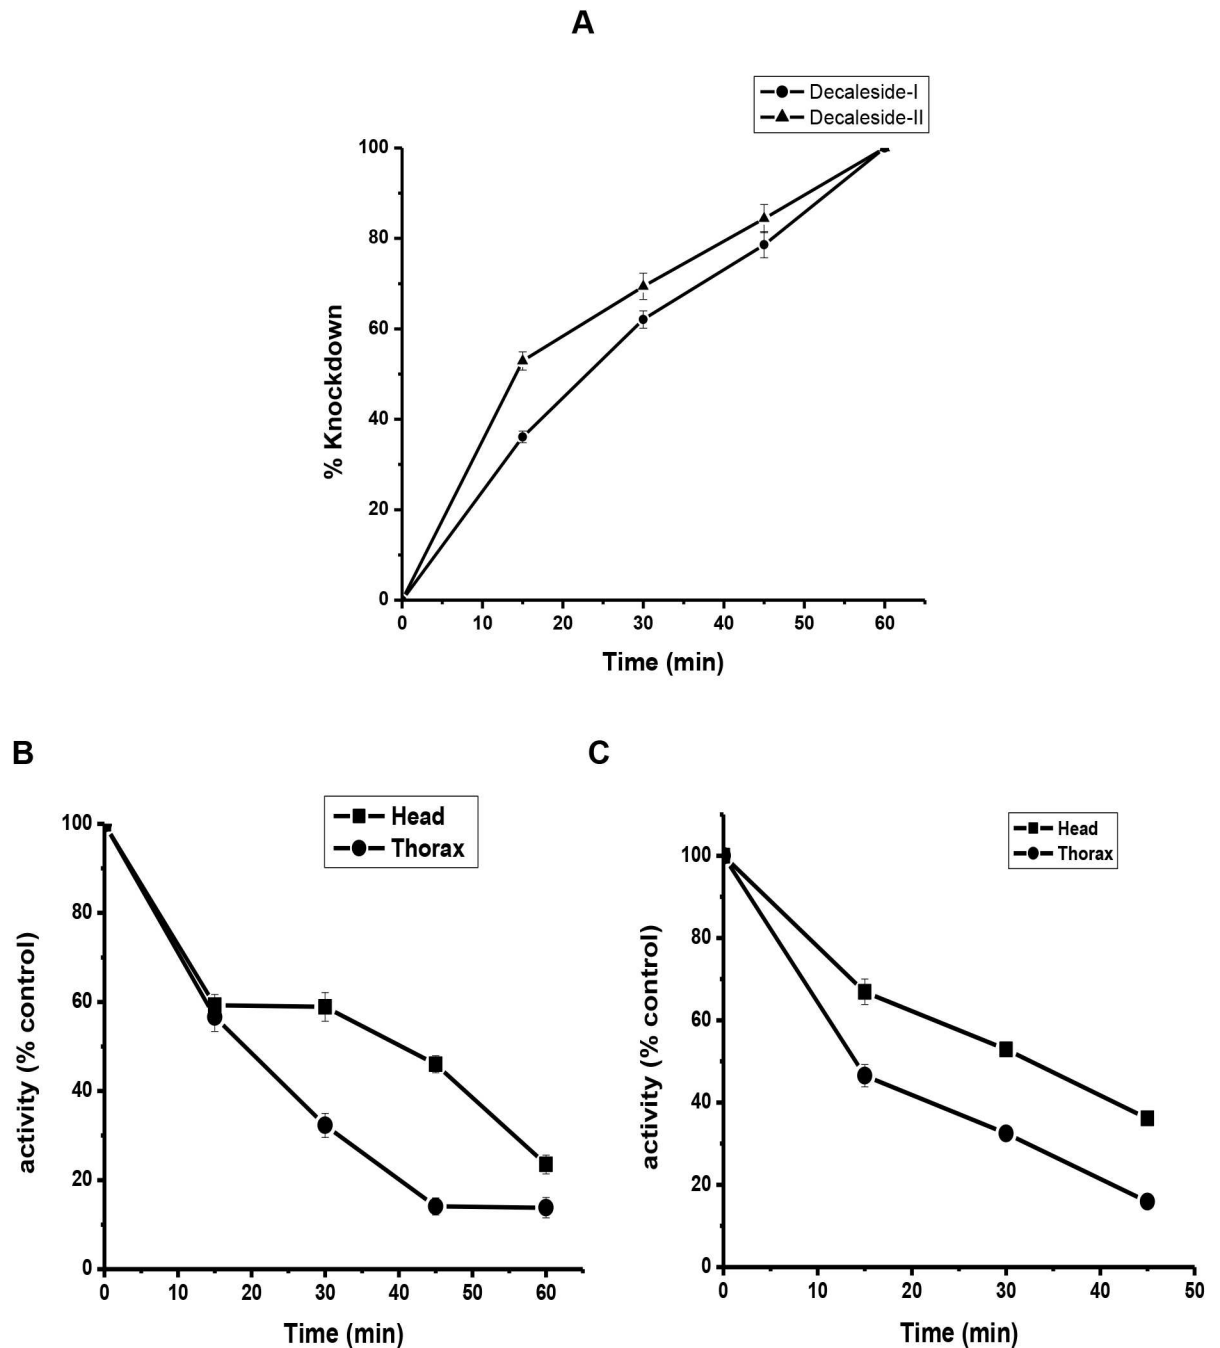 A
Decaleside-I
Decaleside-II
100
80
60
40
20
0
% Knockdown
0 10 20 30 40 50 60
Time (min)
B
Head
Thorax
100
80
60
40
20
0
activity (% control)
0 10 20 30 40 50 60
Time (min)
C
Head
Thorax
100
80
60
40
20
0
activity (% control)
0 10 20 30 40 50
Time (min)